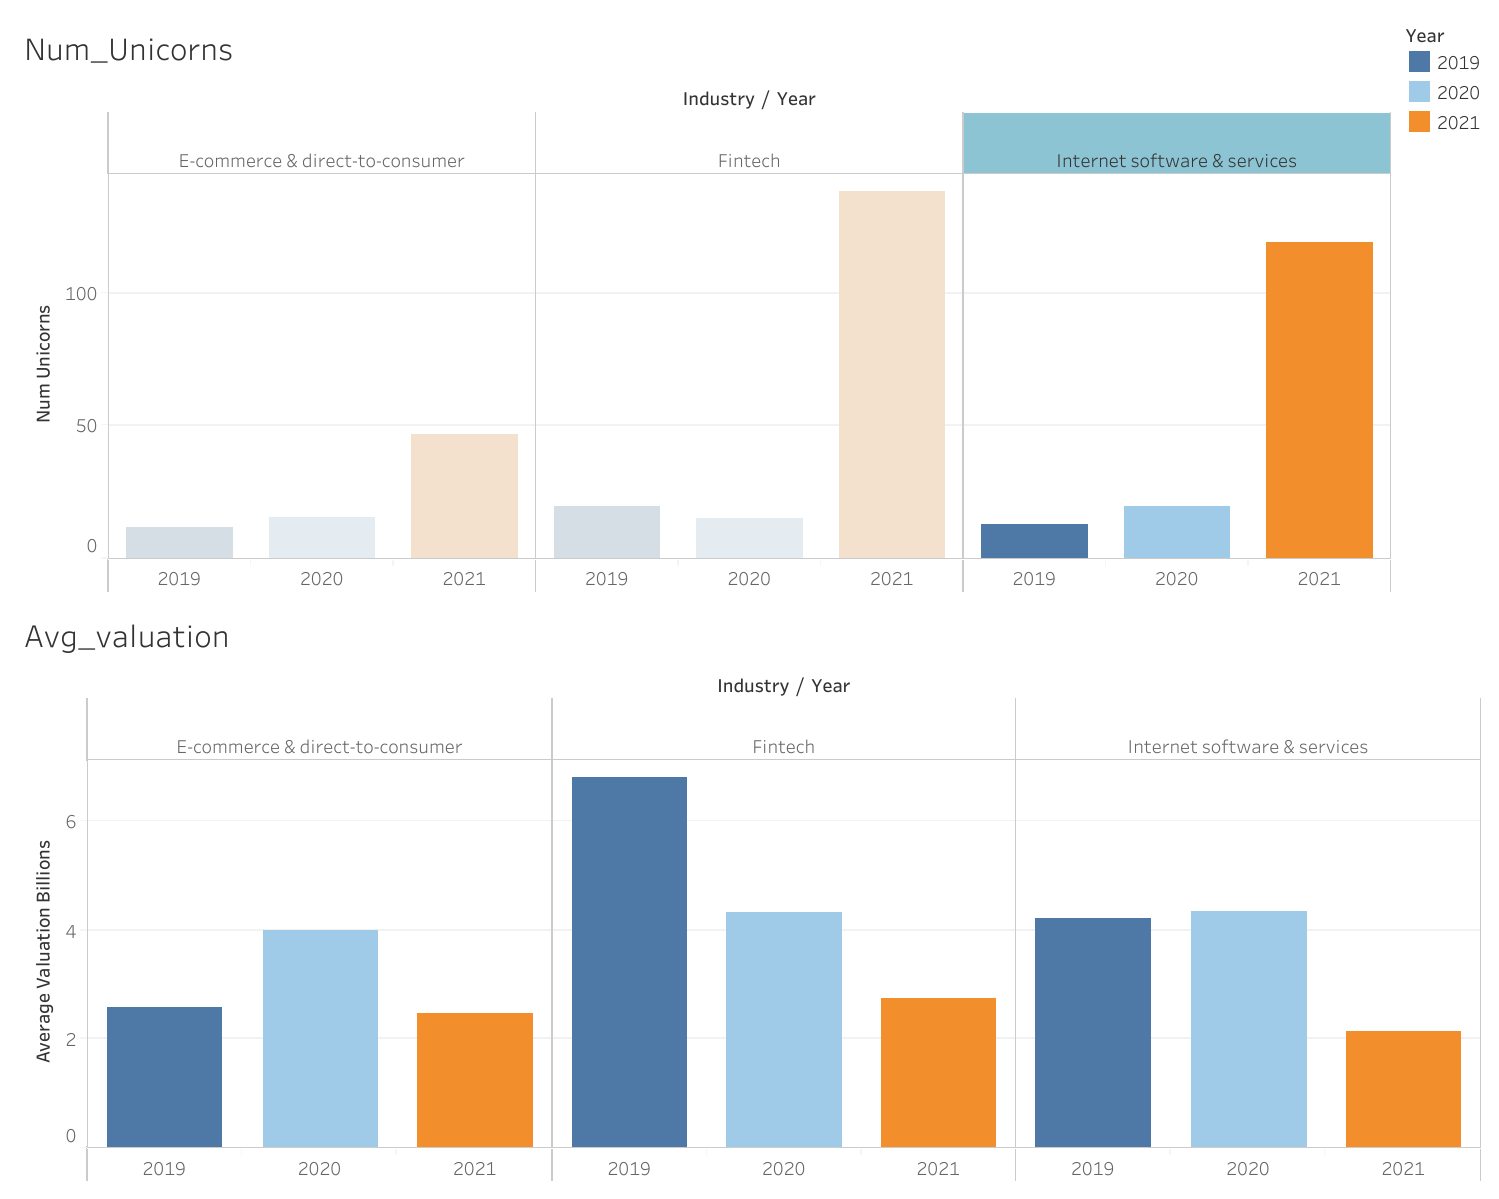 Num_Unicorns
Year
2019
2020
2021
Industry / Year
E-commerce & direct-to-consumer Fintech Internet software & services
Num Unicorns
100
50
0
2019 2020 2021 2019 2020 2021 2019 2020 2021
Avg_valuation
Industry / Year
E-commerce & direct-to-consumer Fintech Internet software & services
Average Valuation Billions
6
4
2
0
2019 2020 2021 2019 2020 2021 2019 2020 2021